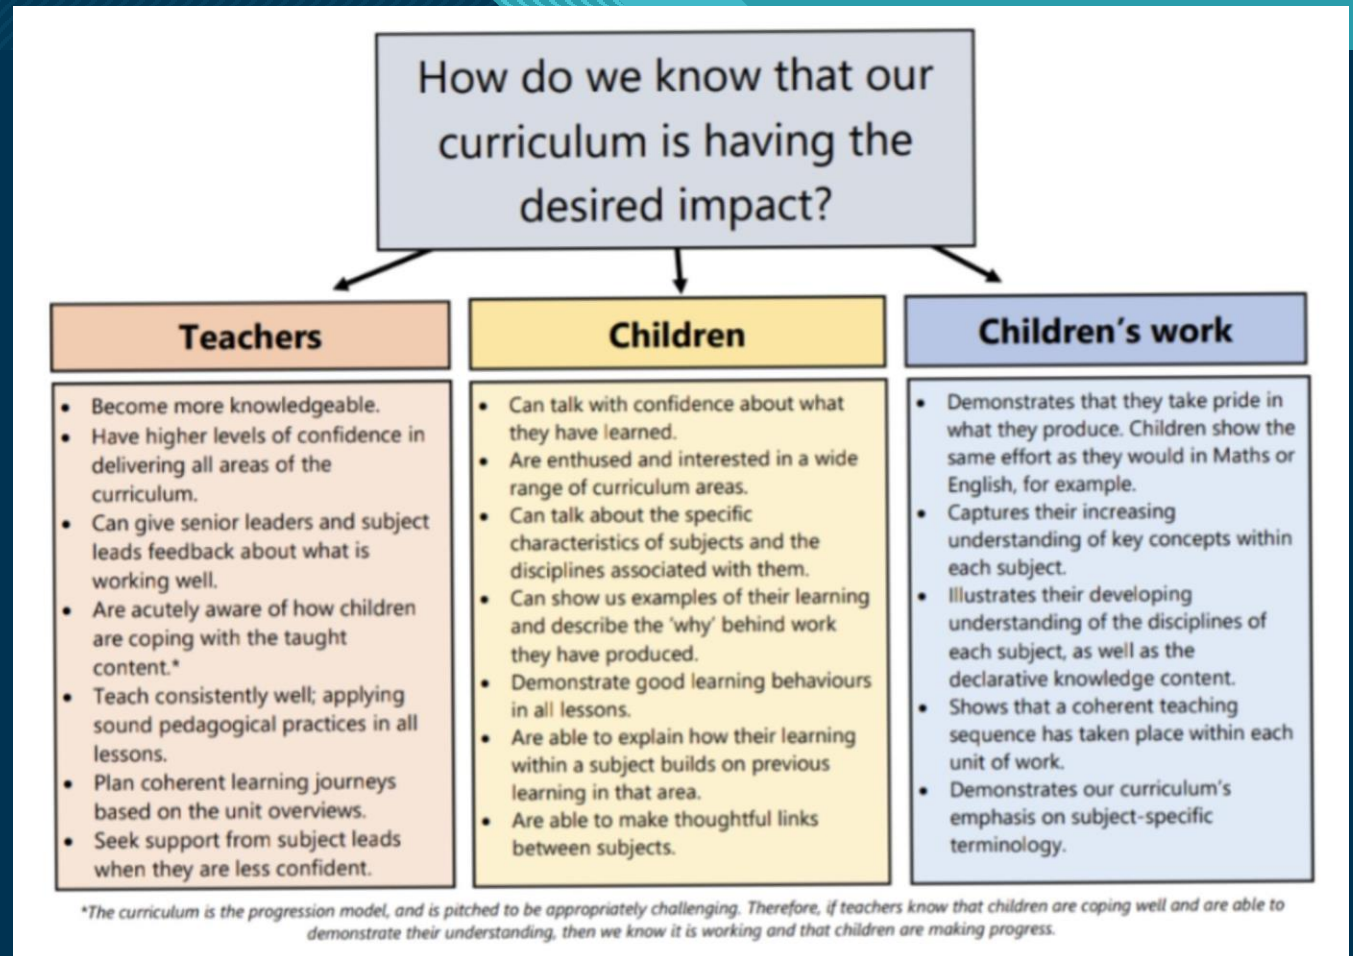 How do we know that our
curriculum is having the
desired impact?
Teachers
• Become more knowledgeable.
• Have higher levels of confidence in
delivering all areas of the
curriculum.
• Can give senior leaders and subject
leads feedback about what is
working well.
• Are acutely aware of how children
are coping with the taught
content.*
• Teach consistently well; applying
sound pedagogical practices in all
lessons.
• Plan coherent learning journeys
based on the unit overviews.
• Seek support from subject leads
when they are less confident.
Children
• Can talk with confidence about what
they have learned.
• Are enthused and interested in a wide
range of curriculum areas.
• Can talk about the specific
characteristics of subjects and the
disciplines associated with them.
• Can show us examples of their learning
and describe the ‘why’ behind work
they have produced.
• Demonstrate good learning behaviours
in all lessons.
• Are able to explain how their learning
within a subject builds on previous
learning in that area.
• Are able to make thoughtful links
between subjects.
Children’s work
• Demonstrates that they take pride in
what they produce. Children show the
same effort as they would in Maths or
English, for example.
• Captures their increasing
understanding of key concepts within
each subject.
• Illustrates their developing
understanding of the disciplines of
each subject, as well as the
declarative knowledge content.
• Shows that a coherent teaching
sequence has taken place within each
unit of work.
• Demonstrates our curriculum’s
emphasis on subject-specific
terminology.
*The curriculum is the progression model, and is pitched to be appropriately challenging. Therefore, if teachers know that children are coping well and are able to
demonstrate their understanding, then we know it is working and that children are making progress.